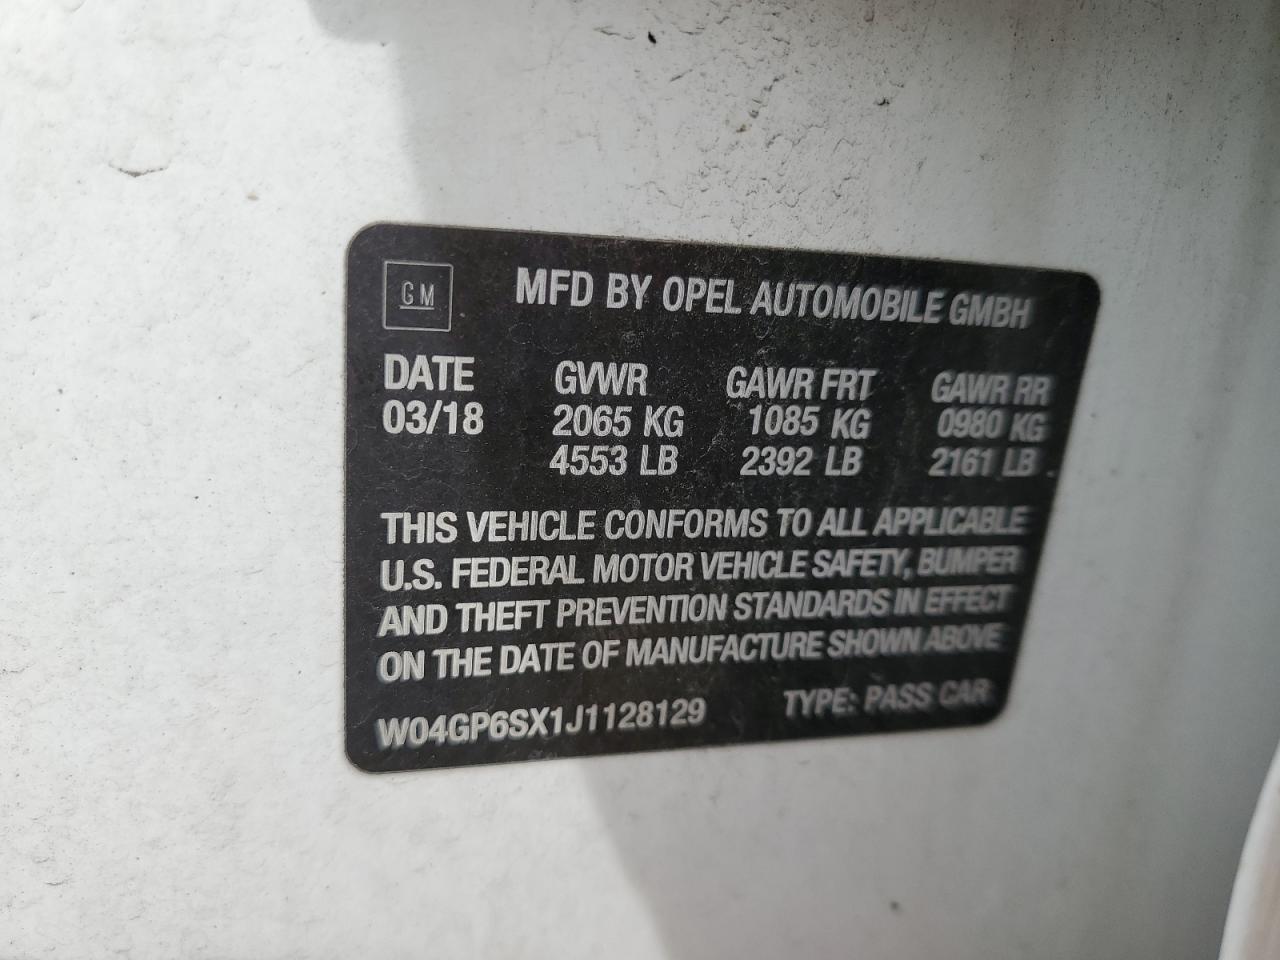 GM MFD BY OPEL AUTOMOBILE GMBH
DATE GVWR GAWR FRT GAWR RR
03/18 2065 KG 1085 KG 0980 KG
4553 LB 2392 LB 2161 LB
THIS VEHICLE CONFORMS TO ALL APPLICABLE
U.S. FEDERAL MOTOR VEHICLE SAFETY, BUMPER
AND THEFT PREVENTION STANDARDS IN EFFECT
ON THE DATE OF MANUFACTURE SHOWN ABOVE
W04GP6SX1J1128129 TYPE: PASS CAR